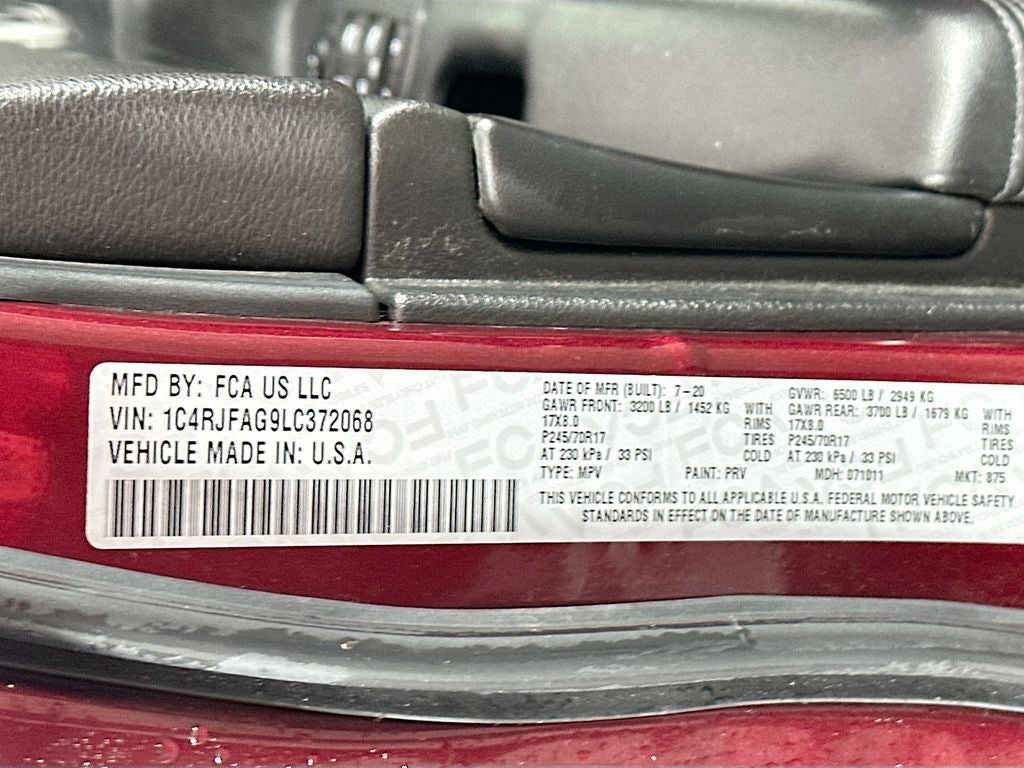 MFD BY: FCA US LLC
VIN: 1C4RJFAG9LC372068
VEHICLE MADE IN: U.S.A.
DATE OF MFR (BUILT): 7-20 GVWR: 6500 LB / 2949 KG
GAWR FRONT: 3200 LB / 1452 KG WITH GAWR REAR: 3700 LB / 1679 KG WITH
17X8.0 RIMS 17X8.0 RIMS
P245/70R17 TIRES P245/70R17 TIRES
AT 230 kPa / 33 PSI COLD AT 230 kPa / 33 PSI COLD
TYPE: MPV PAINT: PRV MDH: 071011 MKT: 875
THIS VEHICLE CONFORMS TO ALL APPLICABLE U.S.A. FEDERAL MOTOR VEHICLE SAFETY
STANDARDS IN EFFECT ON THE DATE OF MANUFACTURE SHOWN ABOVE.